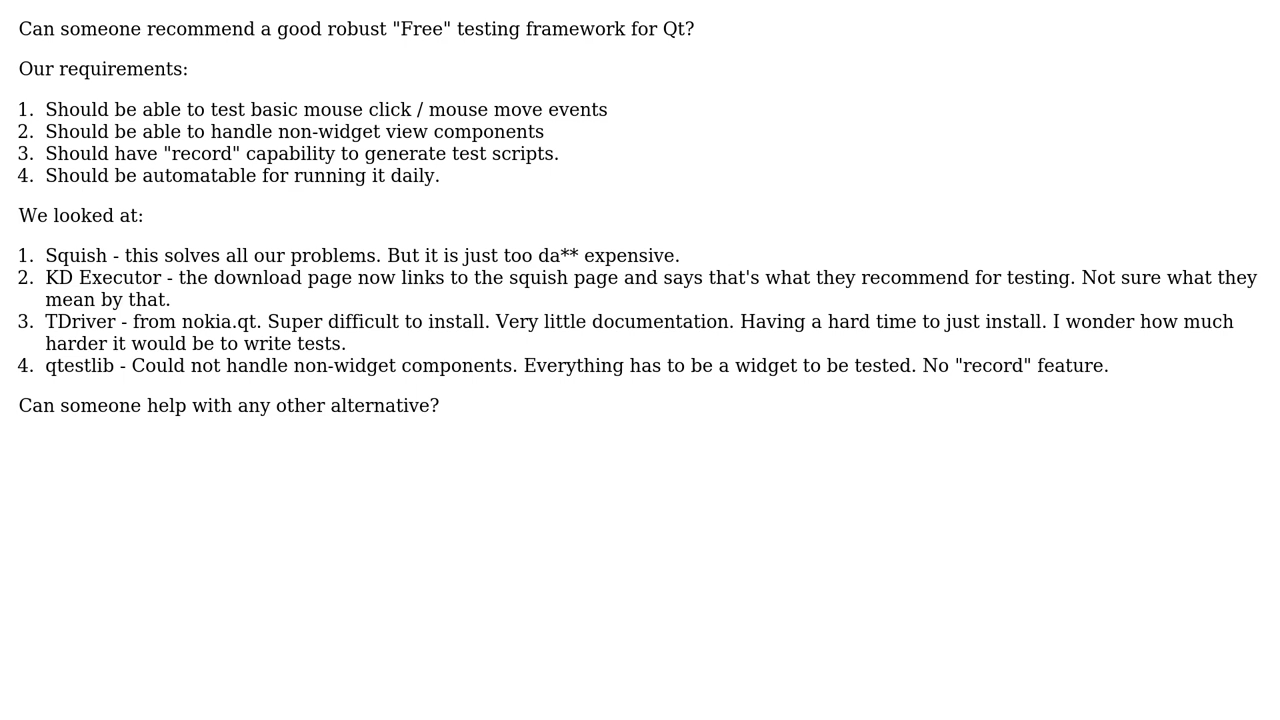 Can someone recommend a good robust "Free" testing framework for Qt?
Our requirements:
1. Should be able to test basic mouse click / mouse move events
2. Should be able to handle non-widget view components
3. Should have "record" capability to generate test scripts.
4. Should be automatable for running it daily.
We looked at:
1. Squish - this solves all our problems. But it is just too da** expensive.
2. KD Executor - the download page now links to the squish page and says that's what they recommend for testing. Not sure what they
mean by that.
3. TDriver - from nokia.qt. Super difficult to install. Very little documentation. Having a hard time to just install. I wonder how much
harder it would be to write tests.
4. qtestlib - Could not handle non-widget components. Everything has to be a widget to be tested. No "record" feature.
Can someone help with any other alternative?